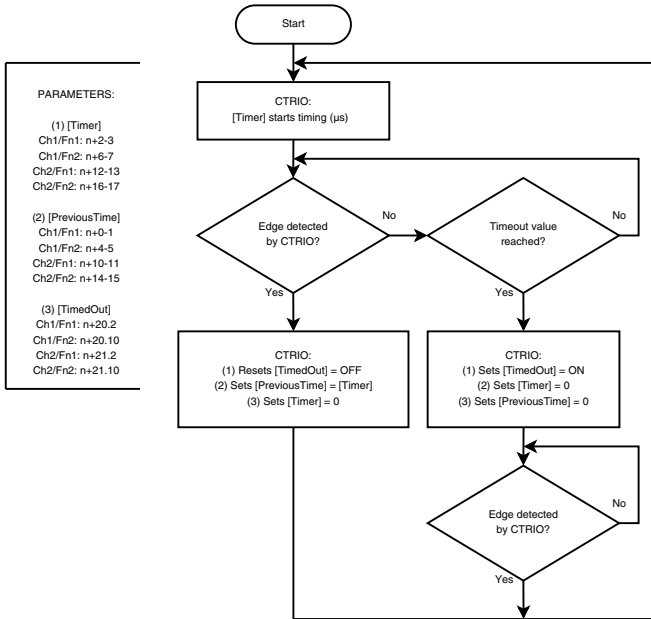 Start
PARAMETERS:
(1) [Timer]
Ch1/Fn1: n+2-3
Ch1/Fn2: n+6-7
Ch2/Fn1: n+12-13
Ch2/Fn2: n+16-17
(2) [PreviousTime]
Ch1/Fn1: n+0-1
Ch1/Fn2: n+4-5
Ch2/Fn1: n+10-11
Ch2/Fn2: n+14-15
(3) [TimedOut]
Ch1/Fn1: n+20.2
Ch1/Fn2: n+20.10
Ch2/Fn1: n+21.2
Ch2/Fn2: n+21.10
CTRIO:
[Timer] starts timing (µs)
Edge detected
by CTRIO?
No
Yes
Timeout value
reached?
No
Yes
CTRIO:
(1) Resets [TimedOut] = OFF
(2) Sets [PreviousTime] = [Timer]
(3) Sets [Timer] = 0
CTRIO:
(1) Sets [TimedOut] = ON
(2) Sets [Timer] = 0
(3) Sets [PreviousTime] = 0
Edge detected
by CTRIO?
No
Yes